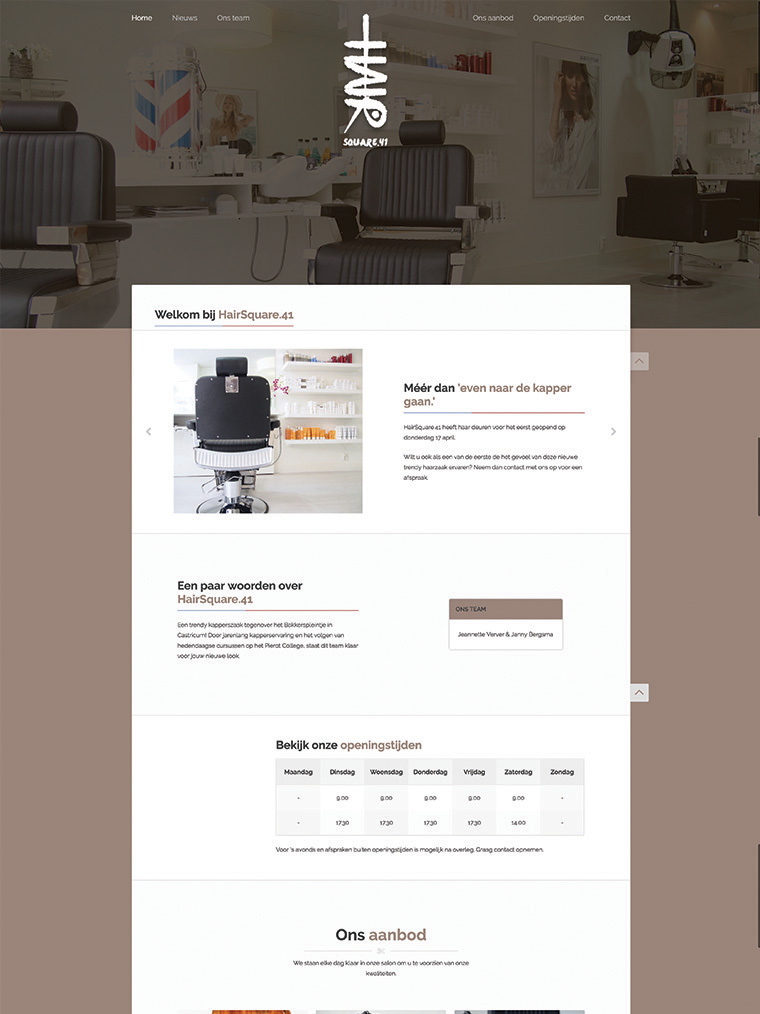 Home Nieuws Ons team Ons aanbod Openingstijden Contact
SQUARE.41
Welkom bij HairSquare.41
Méér dan 'even naar de kapper
gaan.'
HairSquare.41 heeft haar deuren voor het eerst geopend op
donderdag 17 april.
Wilt u ook als een van de eerste de het gevoel van deze nieuwe
trendy haarzaak ervaren? Neem dan contact met ons op voor een
afspraak.
Een paar woorden over
HairSquare.41
Een trendy kapperszaak tegenover het Bakkerspleintje in
Castricum! Door jarenlang kapperservaring en het volgen van
hedendaagse cursussen op het Pierot College, staat dit team klaar
voor jouw nieuwe look.
ONS TEAM
Jeannette Verver & Janny Bergsma
Bekijk onze openingstijden
Maandag Dinsdag Woensdag Donderdag Vrijdag Zaterdag Zondag
- 9.00 9.00 9.00 9.00 9.00 -
- 17.30 17.30 17.30 17.30 14.00 -
Voor 's avonds en afspraken buiten openingstijden is mogelijk na overleg. Graag contact opnemen.
Ons aanbod
We staan elke dag klaar in onze salon om u te voorzien van onze
kwaliteiten.